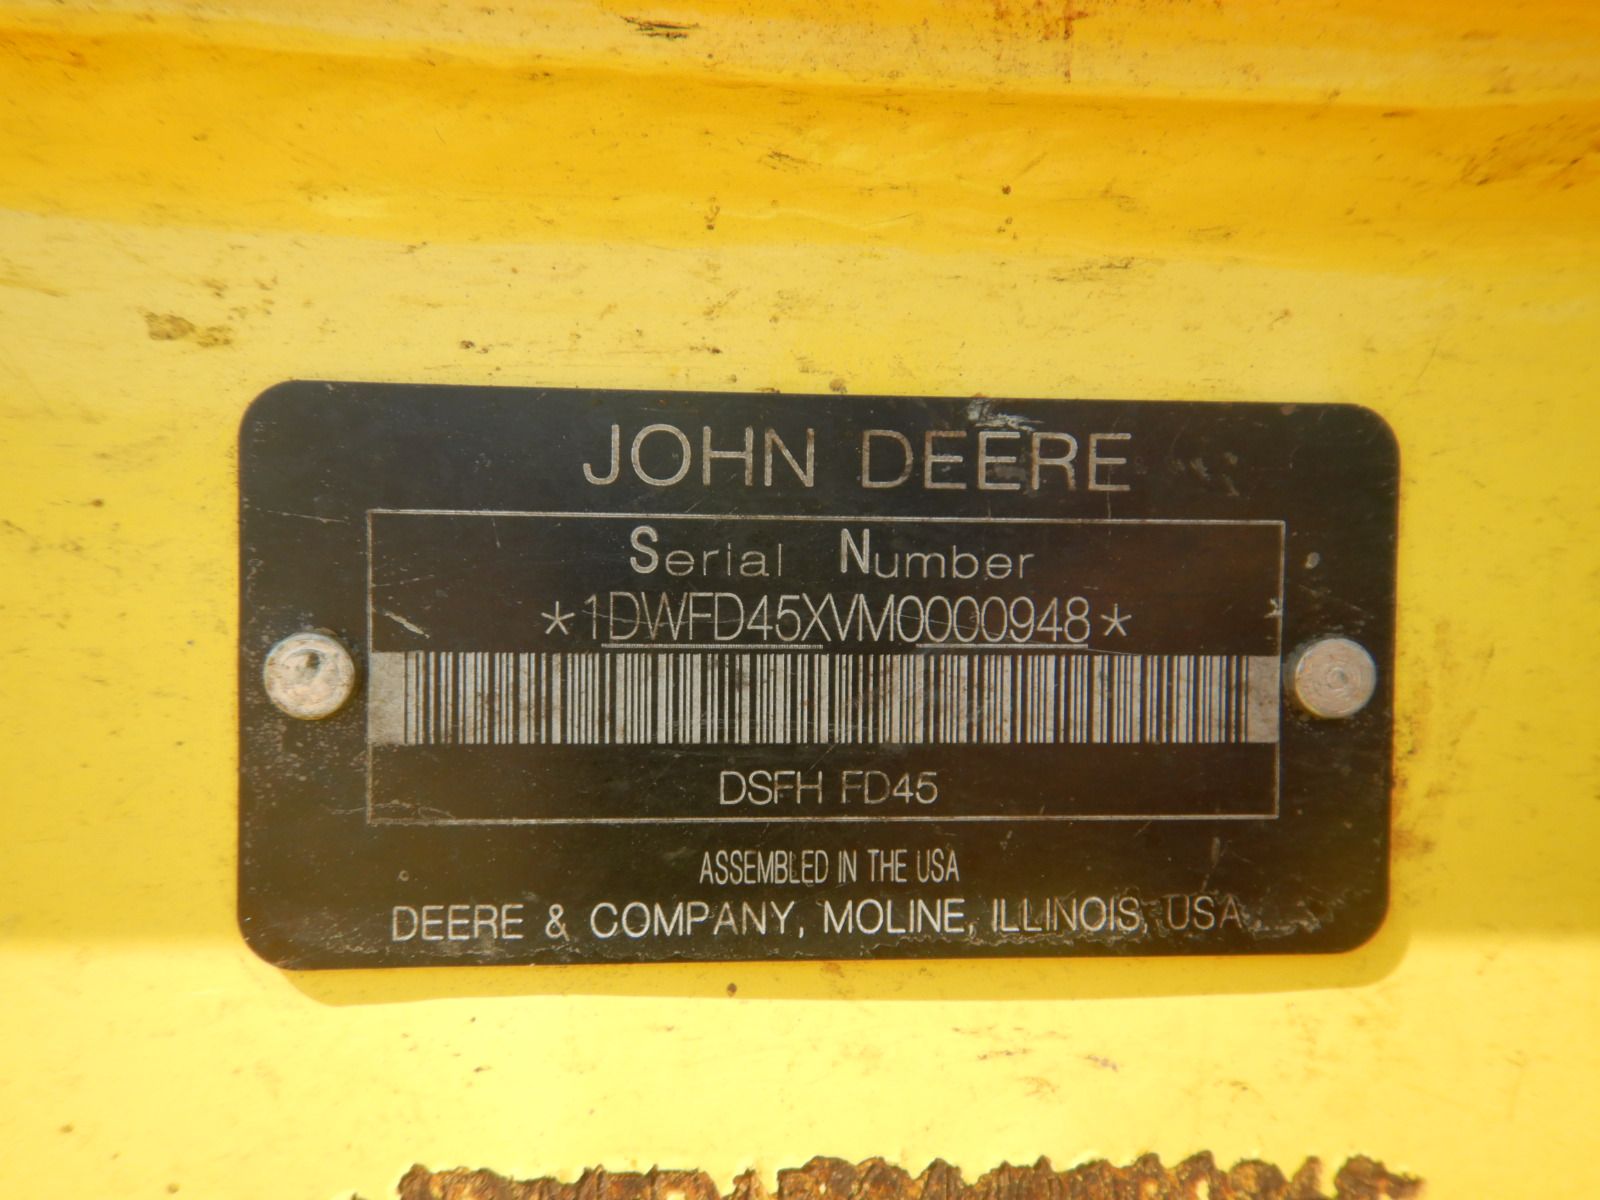 JOHN DEERE
Serial Number
*1DWFD45XVM0000948*
DSFH FD45
ASSEMBLED IN THE USA
DEERE & COMPANY, MOLINE, ILLINOIS, USA